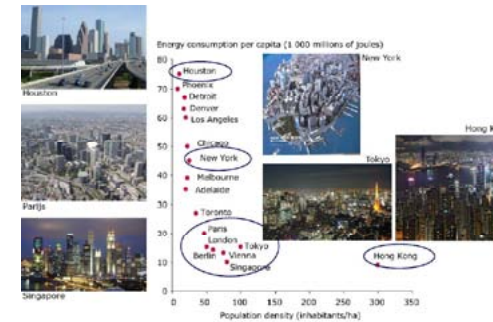 Energy consumption per capita (1 000 millions of Joules)
80
70
60
50
40
30
20
10
0
Houston
Phoenix
Detroit
Denver
Los Angeles
Chicago
New York
Melbourne
Adelaide
Toronto
Paris
London
Tokyo
Berlin
Vienna
Singapore
Hong Kong
0 50 100 150 200 250 300 350
Population density (inhabitants/ha)
Houston
Parijs
Singapore
New York
Tokyo
Hong K